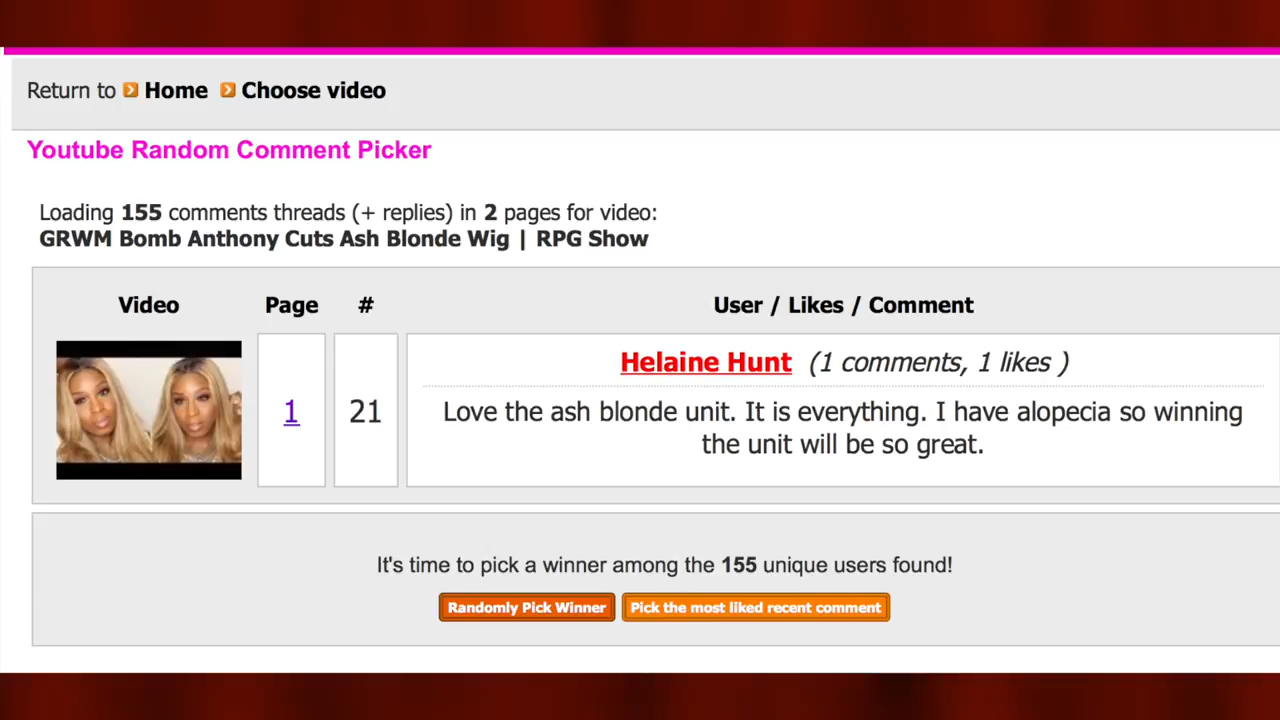 Return to Home Choose video
Youtube Random Comment Picker
Loading 155 comments threads (+ replies) in 2 pages for video:
GRWM Bomb Anthony Cuts Ash Blonde Wig | RPG Show
Video Page # User / Likes / Comment
Helaine Hunt (1 comments, 1 likes )
1 21 Love the ash blonde unit. It is everything. I have alopecia so winning
the unit will be so great.
It's time to pick a winner among the 155 unique users found!
Randomly Pick Winner Pick the most liked recent comment